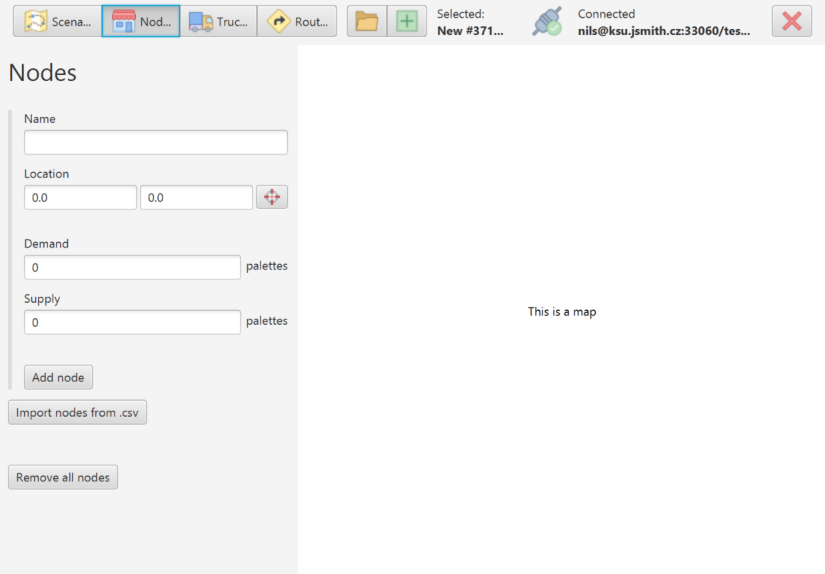 Scena...
Nod...
Truc...
Rout...
Selected:
New #371...
Connected
nils@ksu.jsmith.cz:33060/tes...
Nodes
Name
Location
0.0 0.0
Demand
0 palettes
Supply
0 palettes
Add node
Import nodes from .csv
Remove all nodes
This is a map